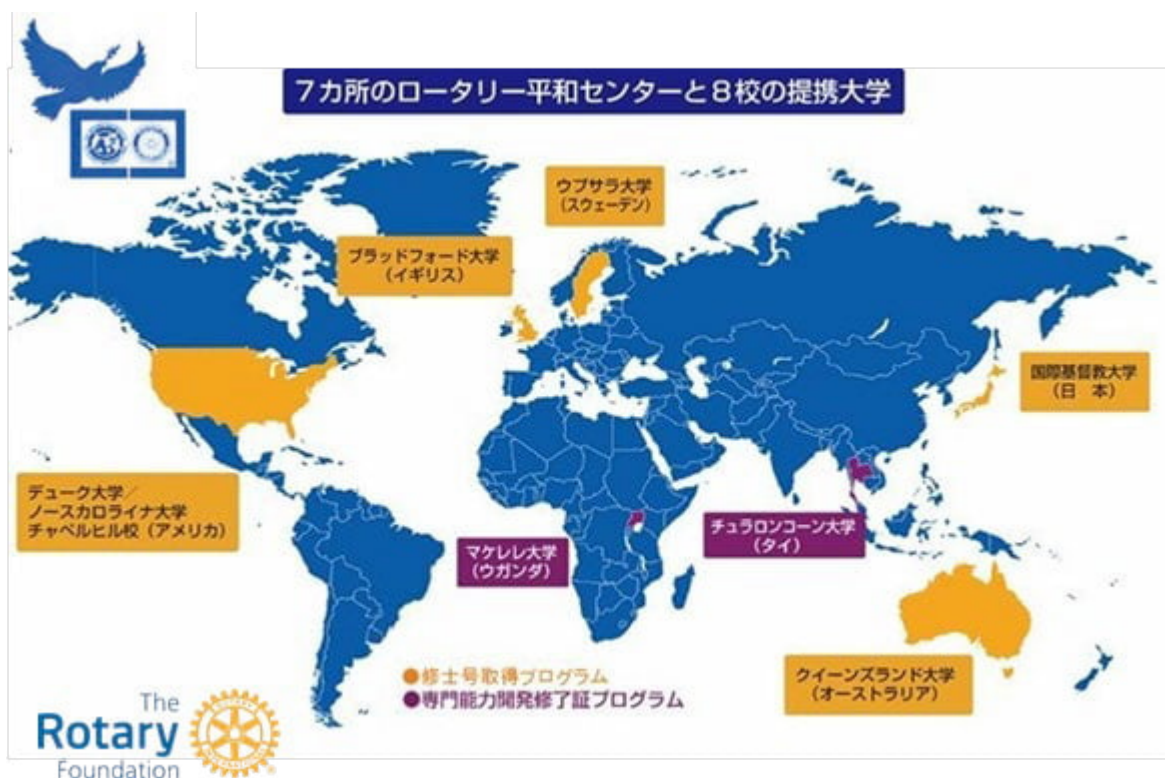 7カ所のロータリー平和センターと8校の提携大学
ウプサラ大学
(スウェーデン)
ブラッドフォード大学
(イギリス)
国際基督教大学
(日 本)
デューク大学/
ノースカロライナ大学
チャペルヒル校(アメリカ)
マケレレ大学
(ウガンダ)
チュラロンコーン大学
(タイ)
クイーンズランド大学
(オーストラリア)
●修士号取得プログラム
●専門能力開発修了証プログラム
The
Rotary
Foundation
ROTARY
INTERNATIONAL